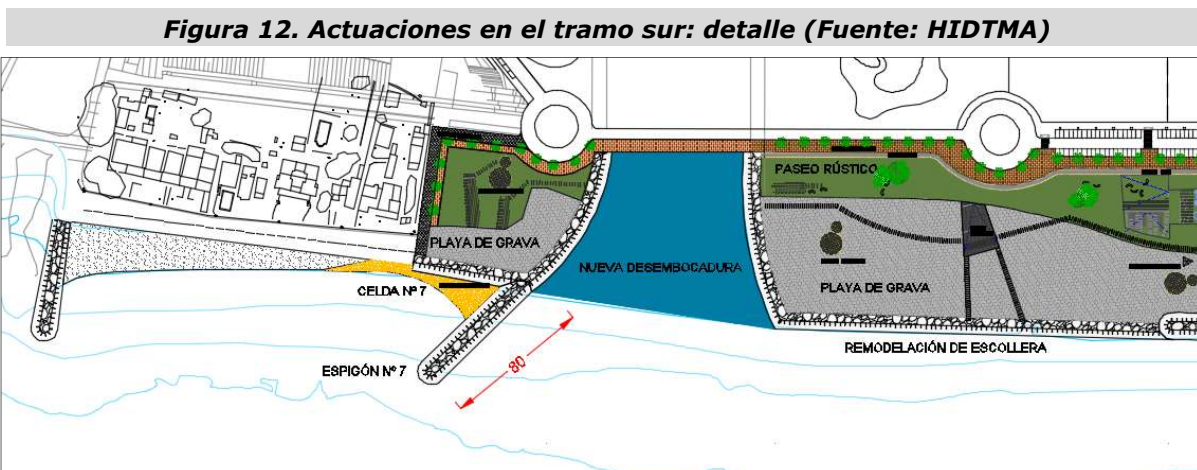 Figura 12. Actuaciones en el tramo sur: detalle (Fuente: HIDTMA)
PASEO RÚSTICO
PLAYA DE GRAVA
NUEVA DESEMBOCADURA
CELDA Nº 7
PLAYA DE GRAVA
REMODELACIÓN DE ESCOLLERA
ESPIGÓN Nº 7
80